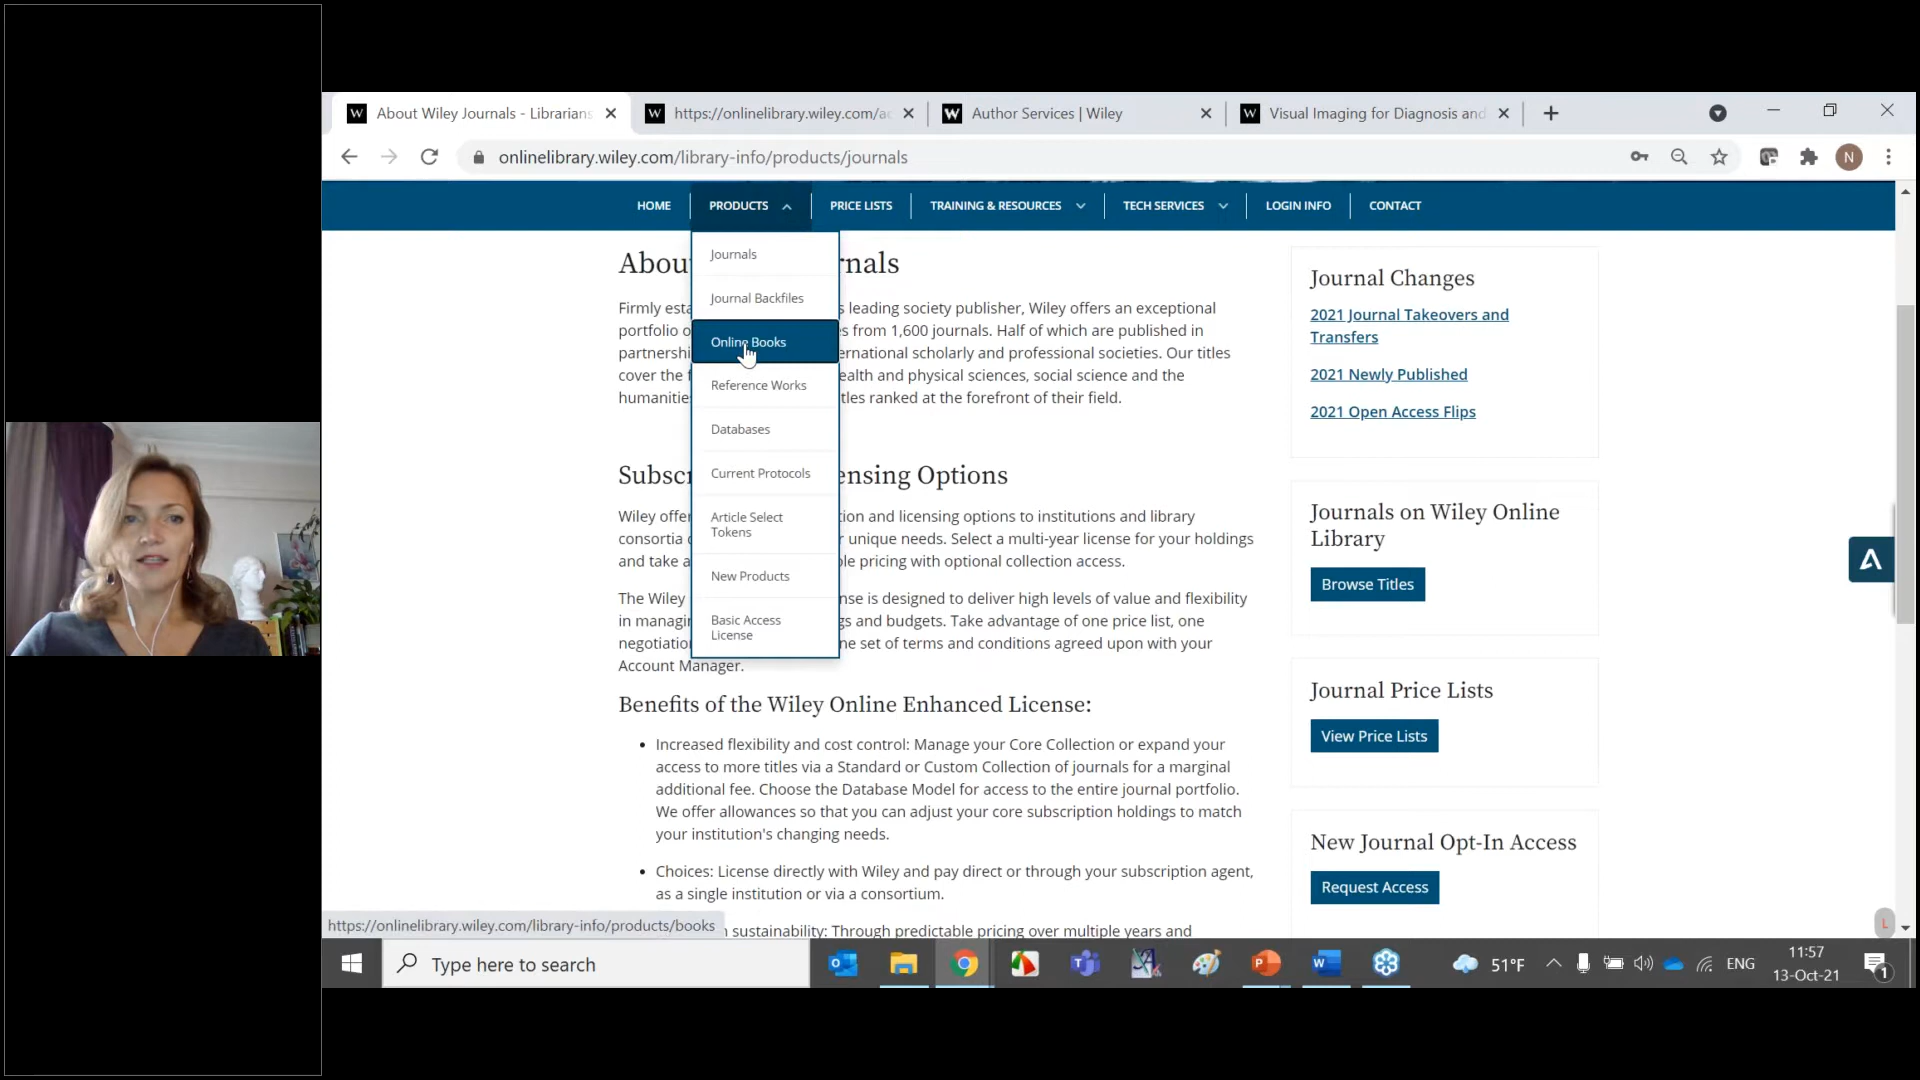 About Wiley Journals - Librarians
https://onlinelibrary.wiley.com/ac
Author Services | Wiley
Visual Imaging for Diagnosis and
onlinelibrary.wiley.com/library-info/products/journals
N
HOME
PRODUCTS
PRICE LISTS
TRAINING & RESOURCES
TECH SERVICES
LOGIN INFO
CONTACT
Journals
Journal Backfiles
Online Books
Reference Works
Databases
Current Protocols
Article Select
Tokens
New Products
Basic Access
License
Abou rnals
Firmly esta s leading society publisher, Wiley offers an exceptional
portfolio o es from 1,600 journals. Half of which are published in
partnershi ernational scholarly and professional societies. Our titles
cover the f ealth and physical sciences, social science and the
humanities tles ranked at the forefront of their field.
Subsc ensing Options
Wiley offer tion and licensing options to institutions and library
consortia r unique needs. Select a multi-year license for your holdings
and take a le pricing with optional collection access.
The Wiley nse is designed to deliver high levels of value and flexibility
in managin gs and budgets. Take advantage of one price list, one
negotiation ne set of terms and conditions agreed upon with your
Account Manager.
Benefits of the Wiley Online Enhanced License:
• Increased flexibility and cost control: Manage your Core Collection or expand your
access to more titles via a Standard or Custom Collection of journals for a marginal
additional fee. Choose the Database Model for access to the entire journal portfolio.
We offer allowances so that you can adjust your core subscription holdings to match
your institution's changing needs.
• Choices: License directly with Wiley and pay direct or through your subscription agent,
as a single institution or via a consortium.
sustainability: Through predictable pricing over multiple years and
Journal Changes
2021 Journal Takeovers and
Transfers
2021 Newly Published
2021 Open Access Flips
Journals on Wiley Online
Library
Browse Titles
Journal Price Lists
View Price Lists
New Journal Opt-In Access
Request Access
L
https://onlinelibrary.wiley.com/library-info/products/books
Type here to search
51°F
ENG
11:57
13-Oct-21
1